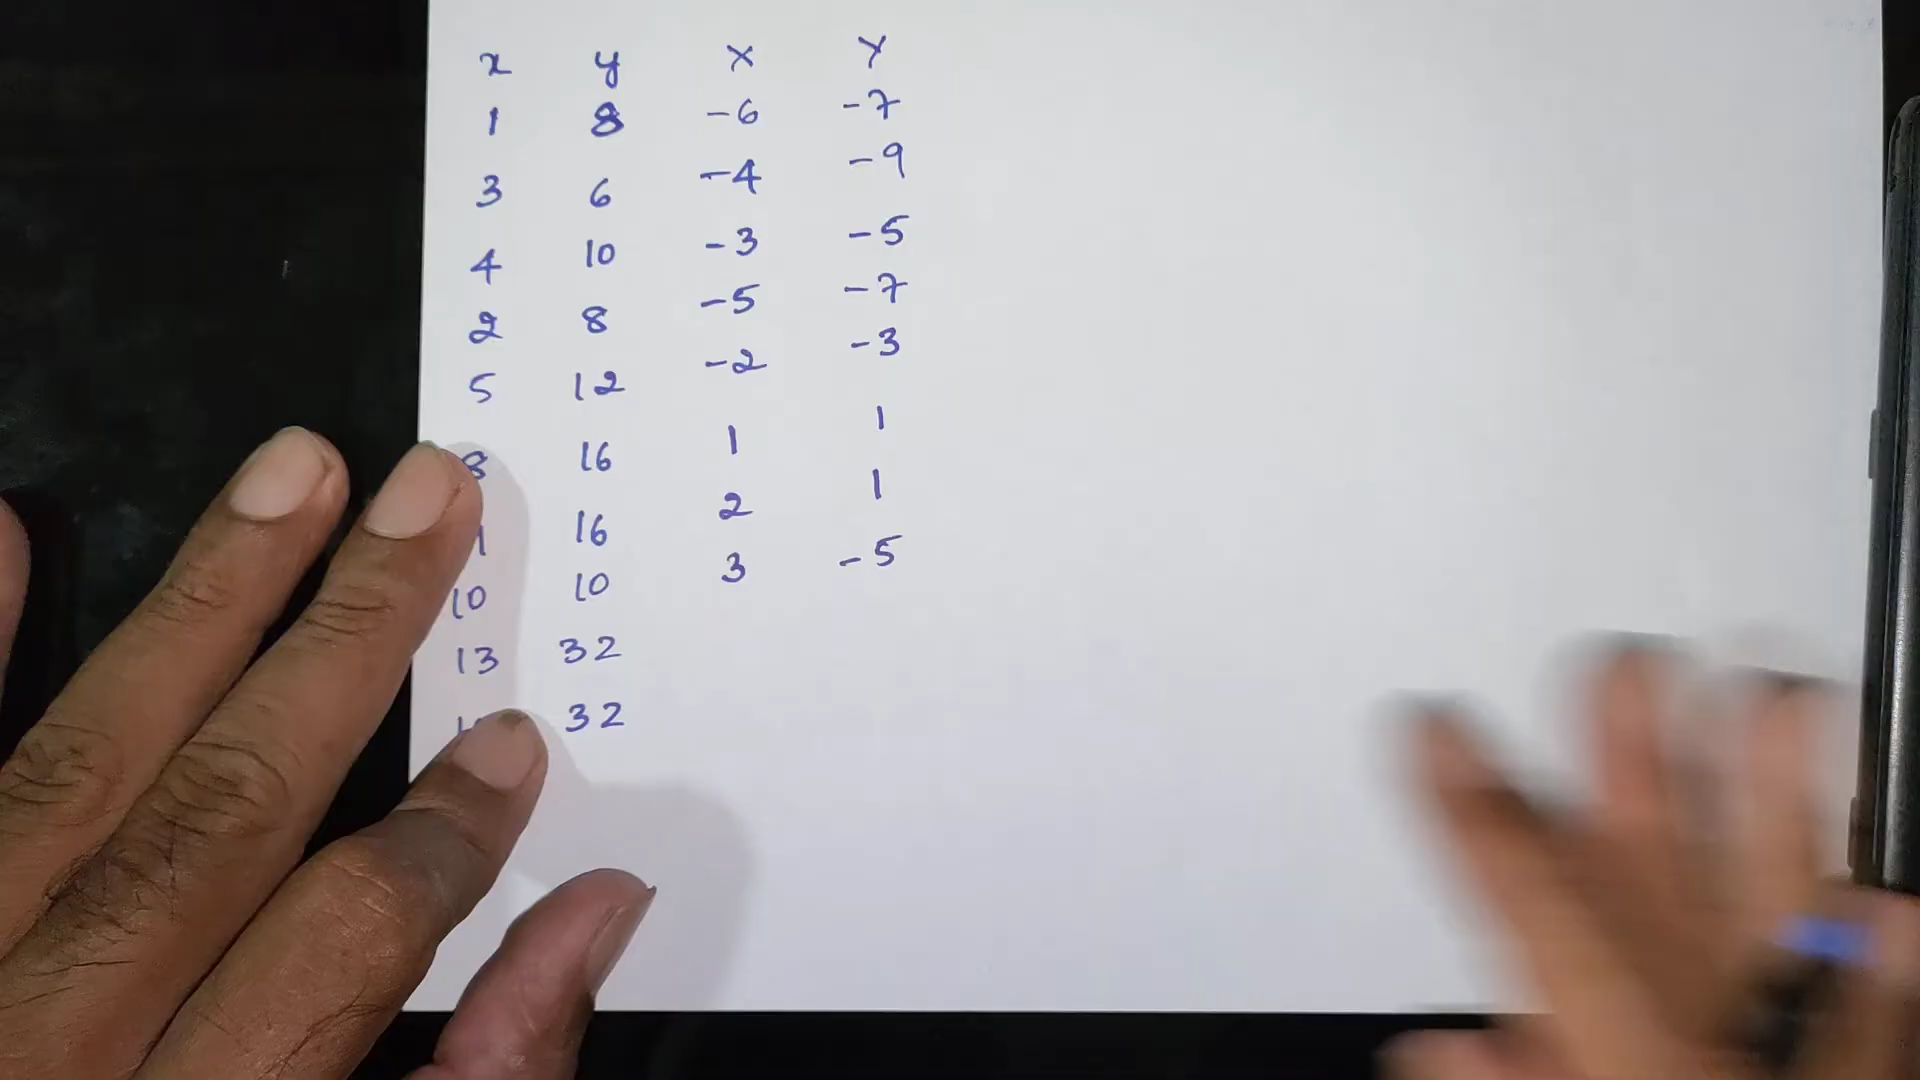 x y X Y
1 8 -6 -7
3 6 -4 -9
4 10 -3 -5
2 8 -5 -7
5 12 -2 -3
8 16 1 1
16 2 1
10 10 3 -5
13 32
32